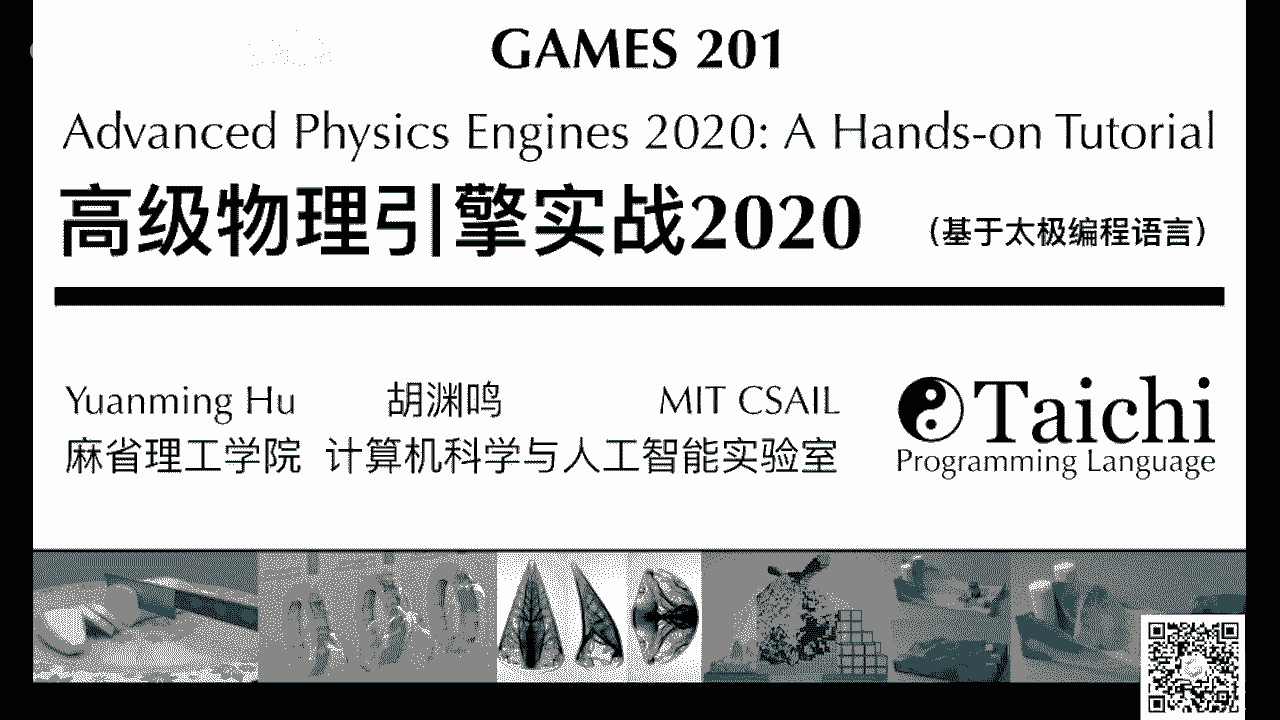 GAMES 201
Advanced Physics Engines 2020: A Hands-on Tutorial
高级物理引擎实战2020 （基于太极编程语言）
Yuanming Hu 胡渊鸣 MIT CSAIL
麻省理工学院 计算机科学与人工智能实验室
Taichi
Programming Language